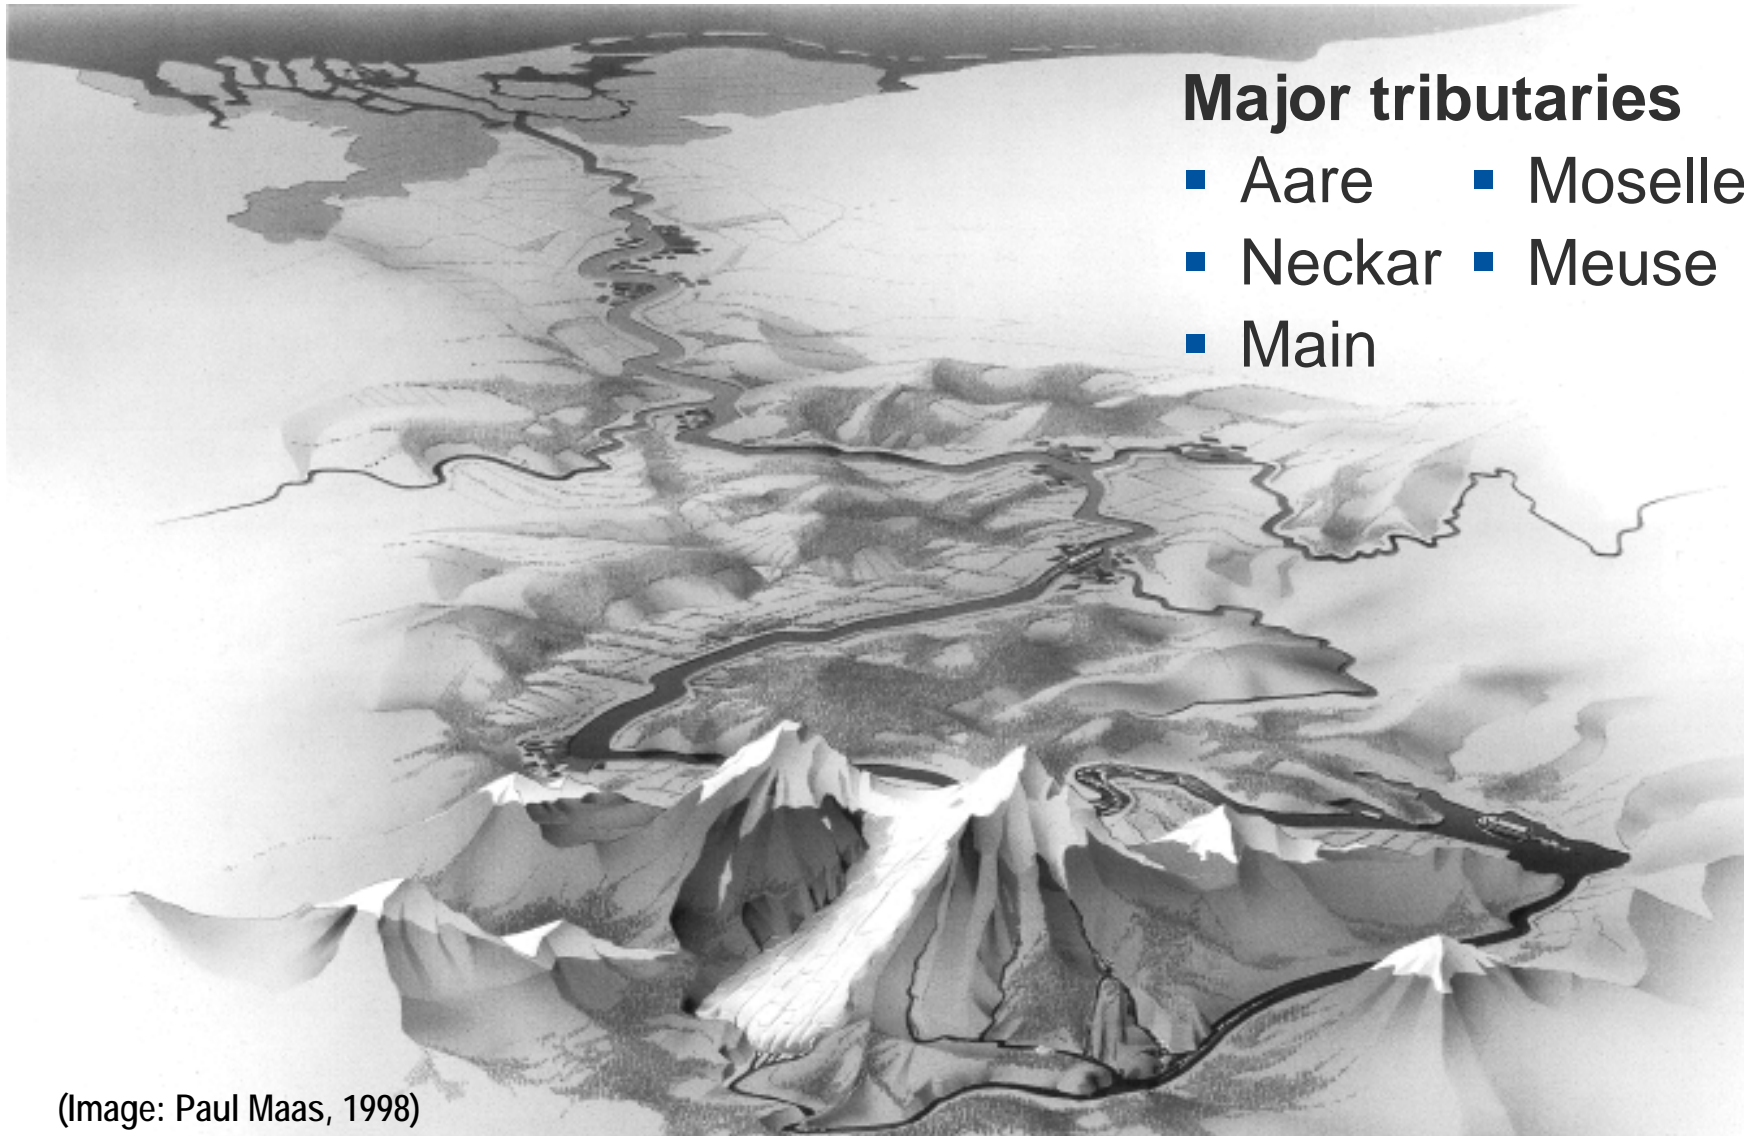 Major tributaries
▪ Aare
▪ Neckar
▪ Main
▪ Moselle
▪ Meuse
(Image: Paul Maas, 1998)